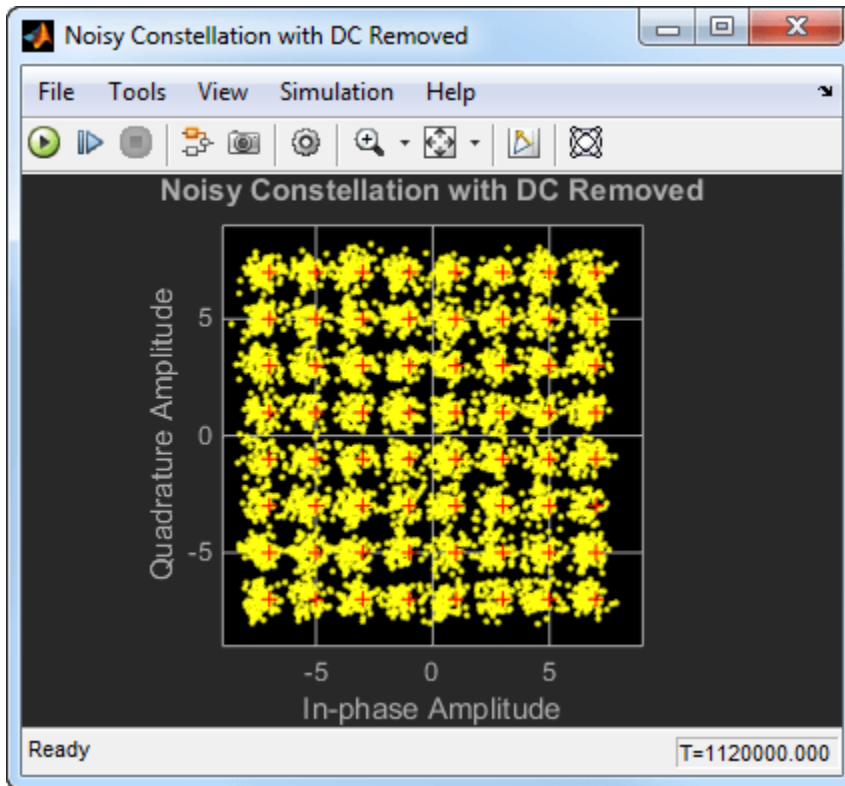 Noisy Constellation with DC Removed
File Tools View Simulation Help
Noisy Constellation with DC Removed
Quadrature Amplitude
5
0
-5
-5 0 5
In-phase Amplitude
Ready T=1120000.000